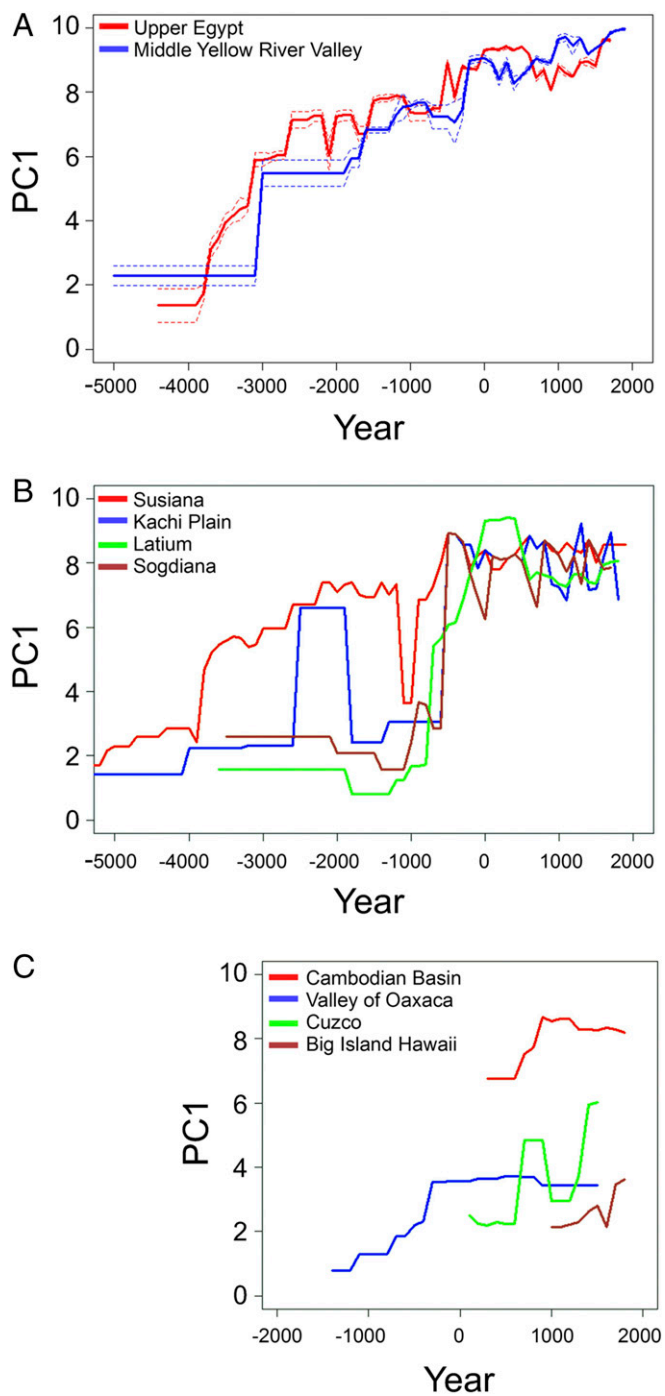 A
Upper Egypt
Middle Yellow River Valley
10
8
6
4
2
0
PC1
-5000 -4000 -3000 -2000 -1000 0 1000 2000
Year
B
Susiana
Kachi Plain
Latium
Sogdiana
10
8
6
4
2
0
PC1
-5000 -4000 -3000 -2000 -1000 0 1000 2000
Year
C
Cambodian Basin
Valley of Oaxaca
Cuzco
Big Island Hawaii
10
8
6
4
2
0
PC1
-2000 -1000 0 1000 2000
Year